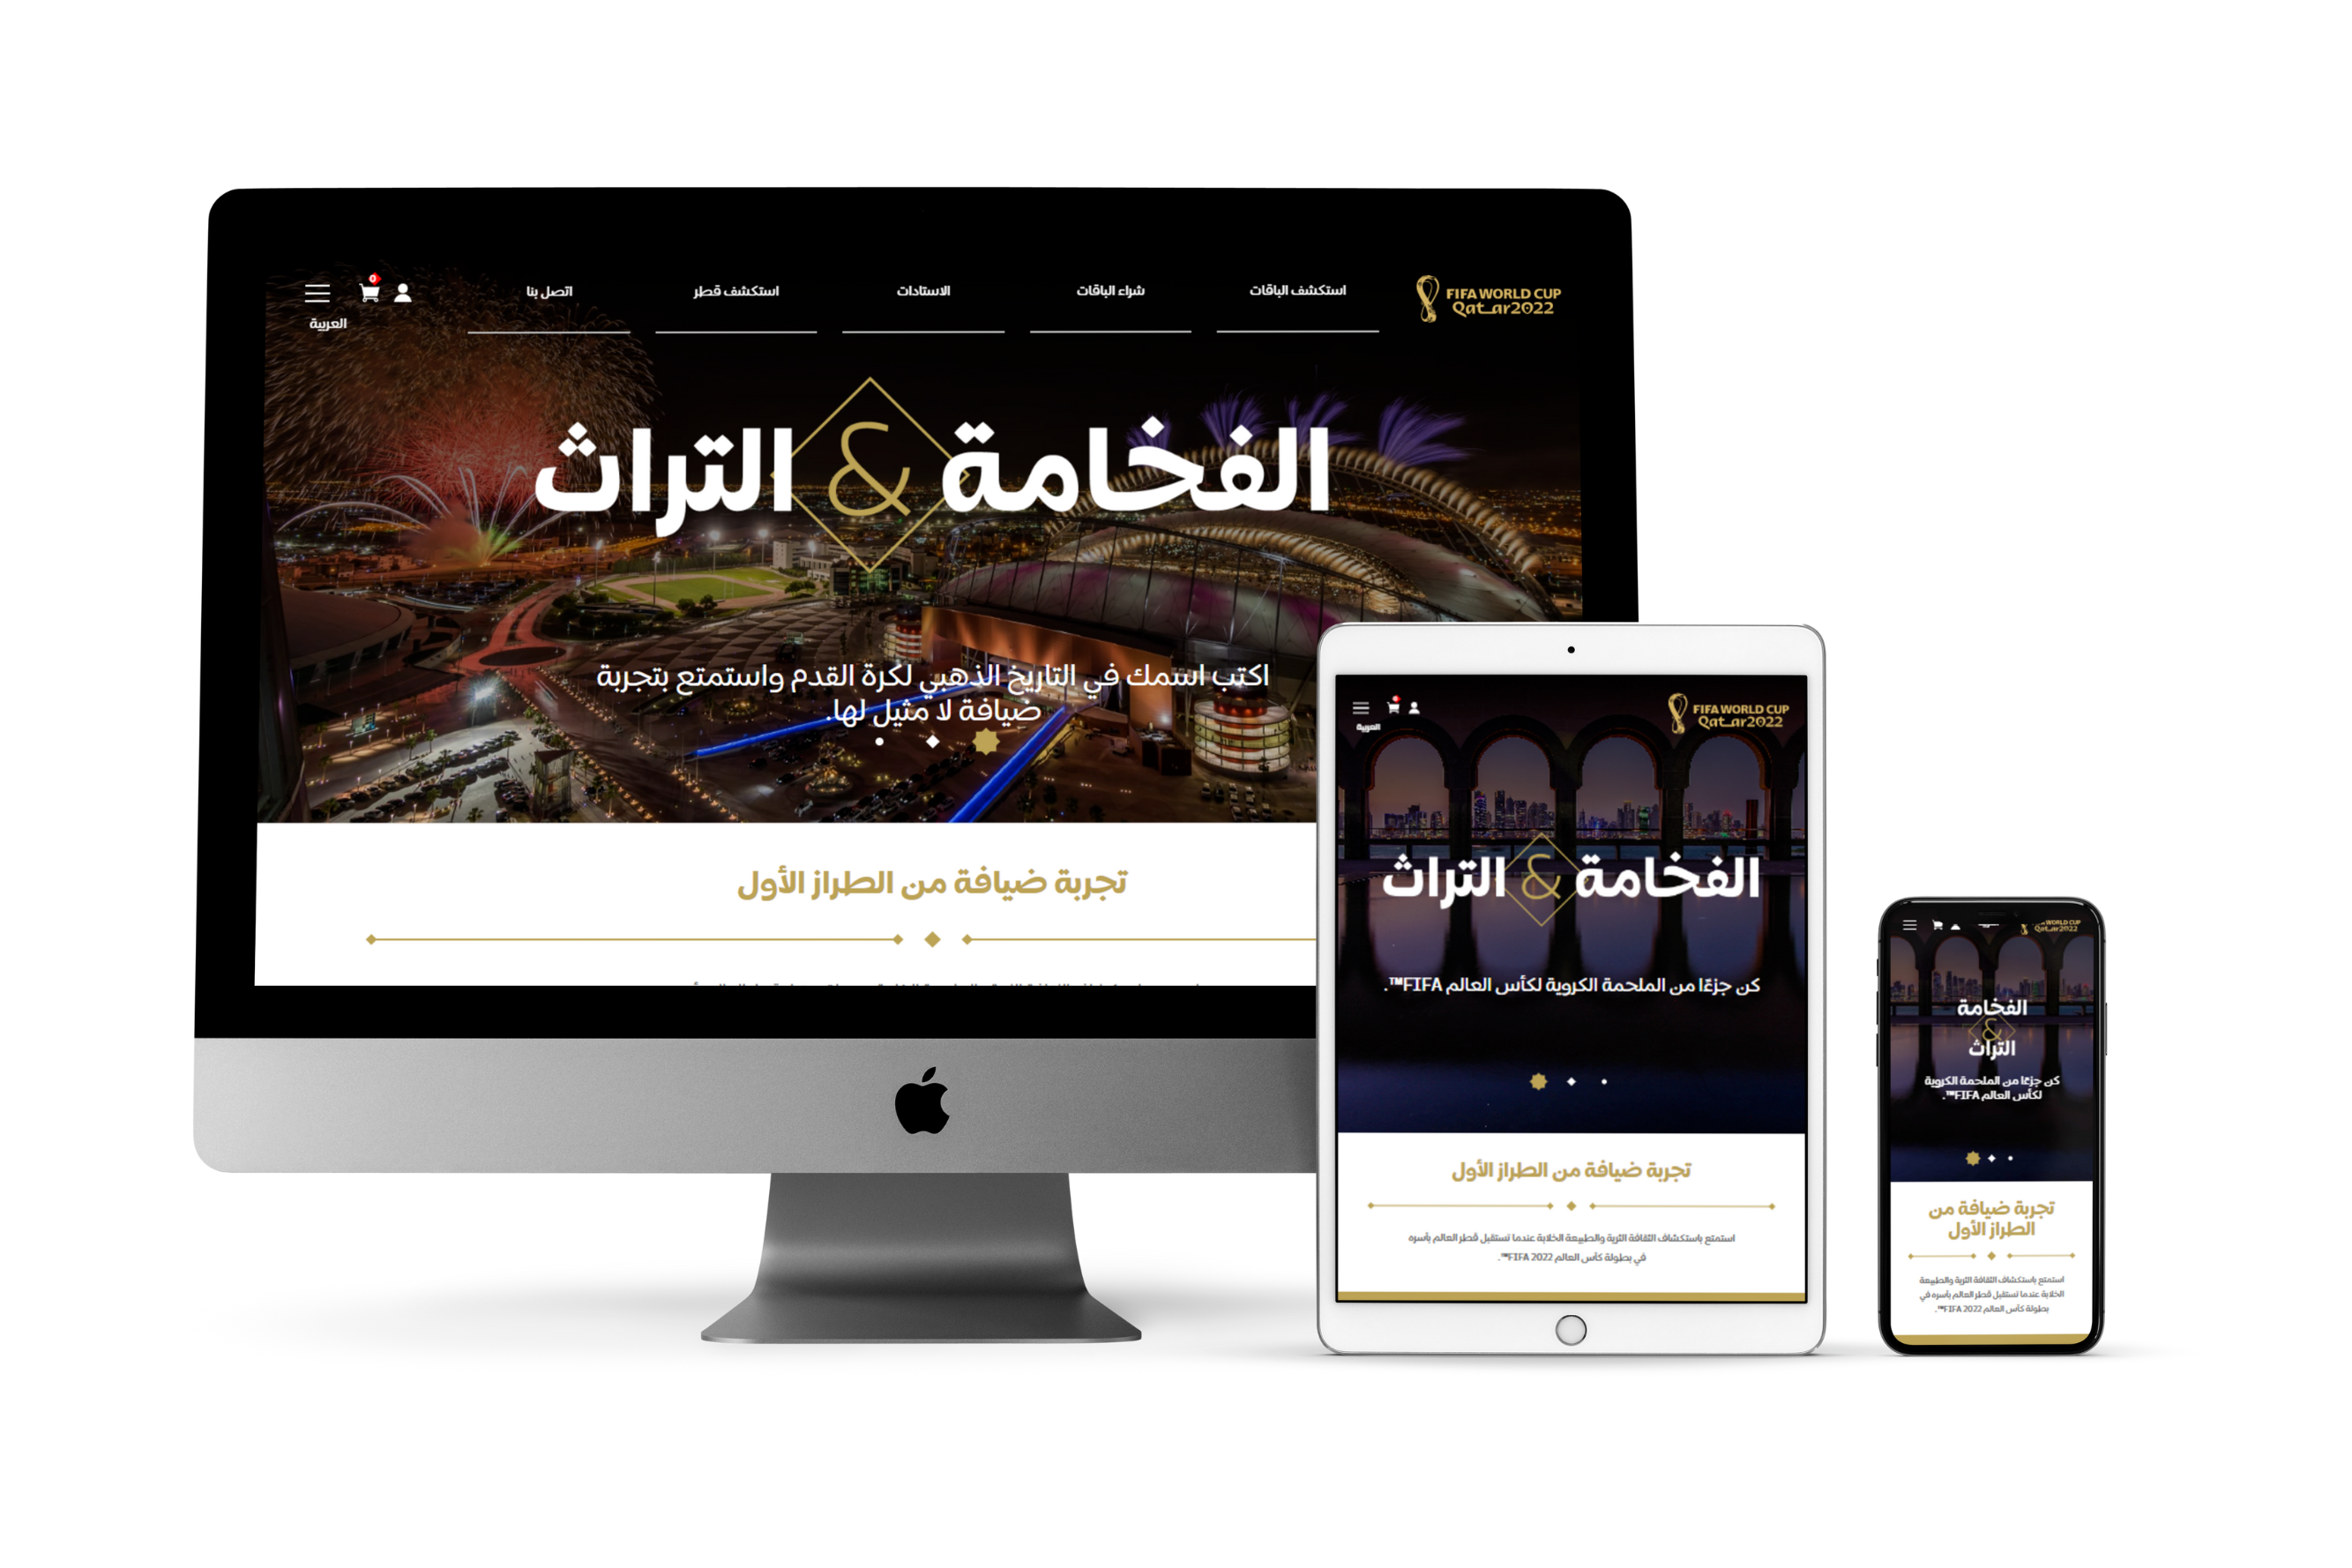 FIFA WORLD CUP
Qatar2022
استكشف الباقات
شراء الباقات
الاستادات
استكشف قطر
اتصل بنا
0
العربية
الفخامة & التراث
اكتب اسمك في التاريخ الذهبي لكرة القدم واستمتع بتجربة
ضيافة لا مثيل لها.
تجربة ضيافة من الطراز الأول
FIFA WORLD CUP
Qatar2022
العربية
الفخامة & التراث
كن جزءًا من الملحمة الكروية لكأس العالم FIFA™.
تجربة ضيافة من الطراز الأول
استمتع باستكشاف الثقافة الثرية والطبيعة الخلابة عندما تستقبل قطر العالم بأسره
في بطولة كأس العالم FIFA 2022™.
WORLD CUP
Qatar2022
الفخامة
&
التراث
كن جزءًا من الملحمة الكروية
لكأس العالم FIFA™.
تجربة ضيافة من
الطراز الأول
استمتع باستكشاف الثقافة الثرية والطبيعة
الخلابة عندما تستقبل قطر العالم بأسره في
بطولة كأس العالم FIFA 2022™.